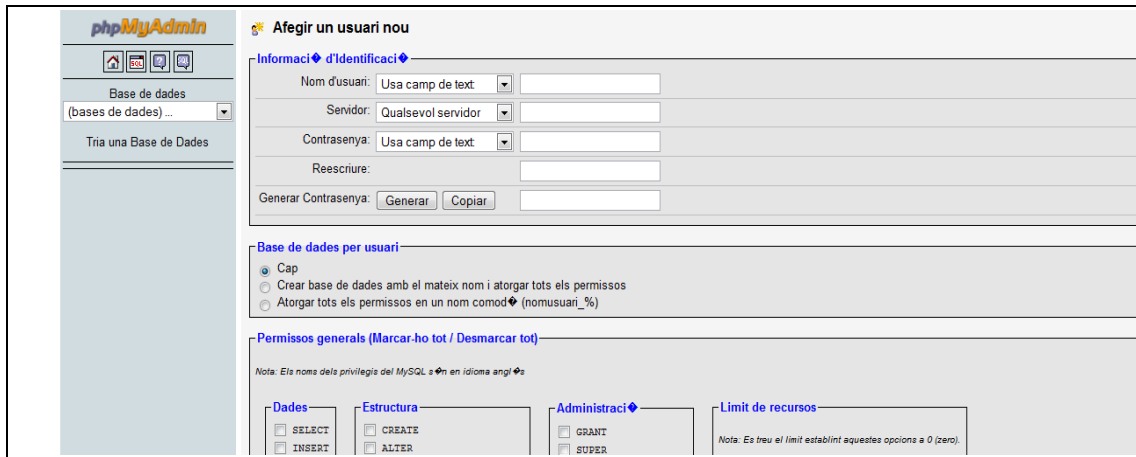 phpMyAdmin
SQL
Base de dades
(bases de dades) ...
Tria una Base de Dades
Afegir un usuari nou
Informaci� d'Identificaci�
Nom d'usuari: Usa camp de text
Servidor: Qualsevol servidor
Contrasenya: Usa camp de text
Reescriure:
Generar Contrasenya: Generar Copiar
Base de dades per usuari
Cap
Crear base de dades amb el mateix nom i atorgar tots els permissos
Atorgar tots els permissos en un nom comod� (nomusuari_%)
Permissos generals (Marcar-ho tot / Desmarcar tot)
Nota: Els noms dels privilegis del MySQL s�n en idioma angl�s
Dades
SELECT
INSERT
Estructura
CREATE
ALTER
Administraci�
GRANT
SUPER
Limit de recursos
Nota: Es treu el límit establint aquestes opcions a 0 (zero).